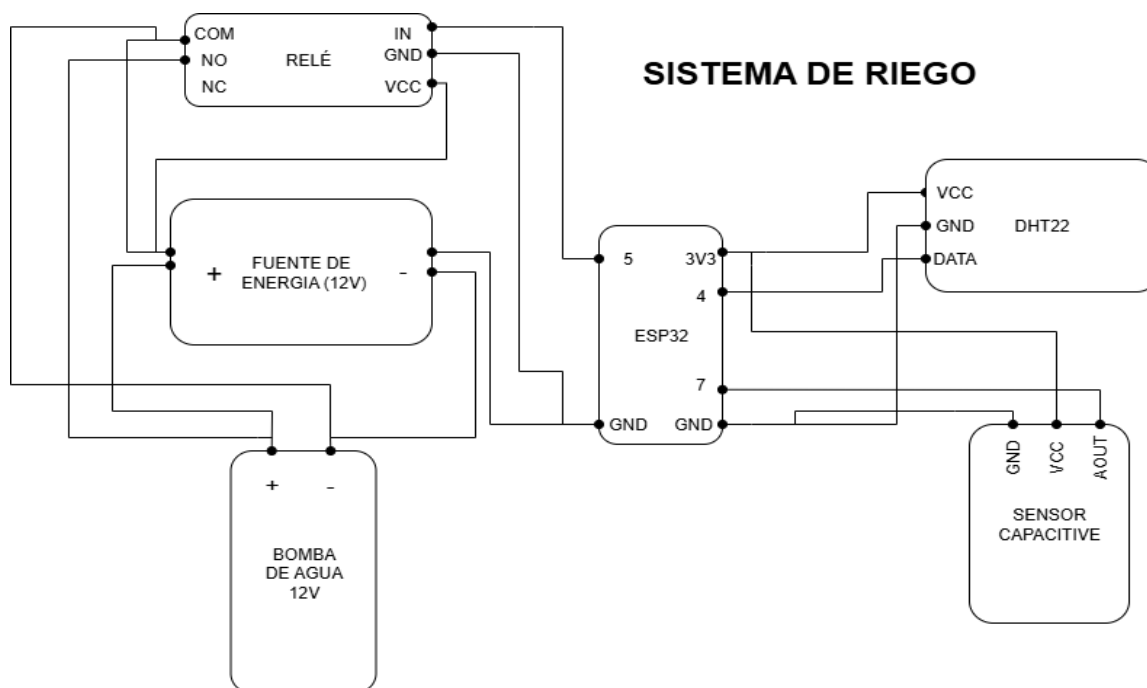 SISTEMA DE RIEGO
COM
NO
NC
RELÉ
IN
GND
VCC
+
FUENTE DE
ENERGIA (12V)
-
5
3V3
4
ESP32
7
GND
GND
VCC
GND
DATA
DHT22
GND
VCC
AOUT
SENSOR
CAPACITIVE
+
-
BOMBA
DE AGUA
12V